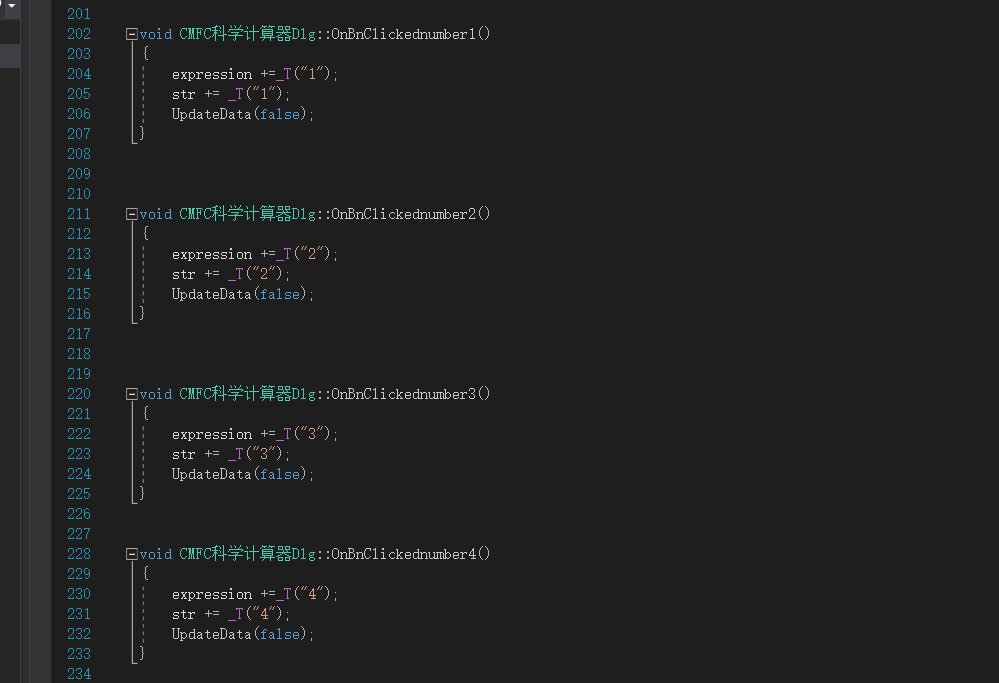 201
202 void CMFC科学计算器Dlg::OnBnClickednumber1()
203 {
204 expression +=_T("1");
205 str += _T("1");
206 UpdateData(false);
207 }
208
209
210
211 void CMFC科学计算器Dlg::OnBnClickednumber2()
212 {
213 expression +=_T("2");
214 str += _T("2");
215 UpdateData(false);
216 }
217
218
219
220 void CMFC科学计算器Dlg::OnBnClickednumber3()
221 {
222 expression +=_T("3");
223 str += _T("3");
224 UpdateData(false);
225 }
226
227
228 void CMFC科学计算器Dlg::OnBnClickednumber4()
229 {
230 expression +=_T("4");
231 str += _T("4");
232 UpdateData(false);
233 }
234